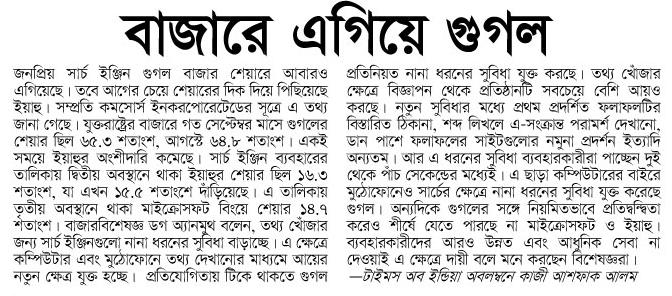 বাজারে এগিয়ে গুগল
জনপ্রিয় সার্চ ইঞ্জিন গুগল বাজার শেয়ারে আবারও
এগিয়েছে। তবে আগের চেয়ে শেয়ারের দিক দিয়ে পিছিয়েছে
ইয়াহু। সম্প্রতি কমসোর্স ইনকরপোরেটেডের সূত্রে এ তথ্য
জানা গেছে। যুক্তরাষ্ট্রের বাজারে গত সেপ্টেম্বর মাসে গুগলের
শেয়ার ছিল ৬৫.৩ শতাংশ, আগস্টে ৬৪.৮ শতাংশ। একই
সময়ে ইয়াহুর অংশীদারি কমেছে। সার্চ ইঞ্জিন ব্যবহারের
তালিকায় দ্বিতীয় অবস্থানে থাকা ইয়াহুর শেয়ার ছিল ১৬.৩
শতাংশ, যা এখন ১৫.৫ শতাংশে দাঁড়িয়েছে। এ তালিকায়
তৃতীয় অবস্থানে থাকা মাইক্রোসফট বিংয়ে শেয়ার ১৪.৭
শতাংশ। বাজারবিশেষজ্ঞ ডগ অ্যানমুথ বলেন, তথ্য খোঁজার
জন্য সার্চ ইঞ্জিনগুলো নানা ধরনের সুবিধা বাড়াচ্ছে। এ ক্ষেত্রে
কম্পিউটার এবং মুঠোফোনে তথ্য দেখানোর মাধ্যমে আয়ের
নতুন ক্ষেত্র যুক্ত হচ্ছে। প্রতিযোগিতায় টিকে থাকতে গুগল
প্রতিনিয়ত নানা ধরনের সুবিধা যুক্ত করছে। তথ্য খোঁজার
ক্ষেত্রে বিজ্ঞাপন থেকে প্রতিষ্ঠানটি সবচেয়ে বেশি আয়ও
করছে। নতুন সুবিধার মধ্যে প্রথম প্রদর্শিত ফলাফলটির
বিস্তারিত ঠিকানা, শব্দ লিখলে এ-সংক্রান্ত পরামর্শ দেখানো,
ডান পাশে ফলাফলের সাইটগুলোর নমুনা প্রদর্শন ইত্যাদি
অন্যতম। আর এ ধরনের সুবিধা ব্যবহারকারীরা পাচ্ছেন দুই
থেকে পাঁচ সেকেন্ডের মধ্যেই। এ ছাড়া কম্পিউটারের বাইরে
মুঠোফোনেও সার্চের ক্ষেত্রে নানা ধরনের সুবিধা যুক্ত করেছে
গুগল। অন্যদিকে গুগলের সঙ্গে নিয়মিতভাবে প্রতিদ্বন্দ্বিতা
করেও শীর্ষে যেতে পারছে না মাইক্রোসফট ও ইয়াহু।
ব্যবহারকারীদের আরও উন্নত এবং আধুনিক সেবা না
দেওয়াই এ ক্ষেত্রে দায়ী বলে মনে করছেন বিশেষজ্ঞরা।
—টাইমস অব ইন্ডিয়া অবলম্বনে কাজী আশফাক আলম